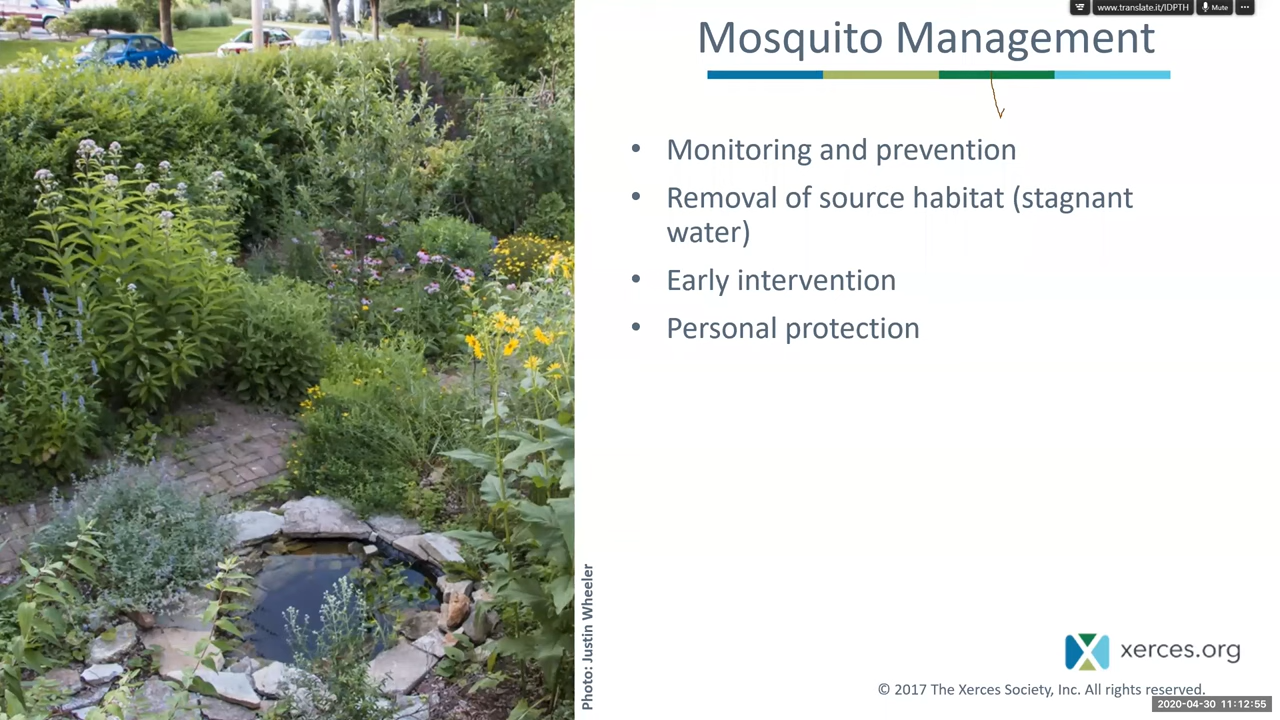 www.translate.it/IDPTH
Mute
Mosquito Management
• Monitoring and prevention
• Removal of source habitat (stagnant
water)
• Early intervention
• Personal protection
Photo: Justin Wheeler
xerces.org
© 2017 The Xerces Society, Inc. All rights reserved.
2020-04-30 11:12:55